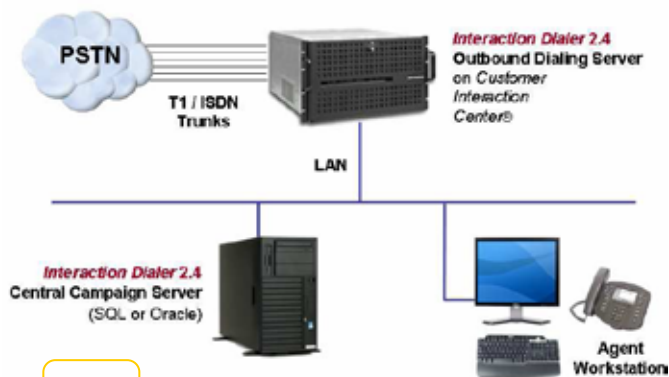 PSTN
T1 / ISDN
Trunks
Interaction Dialer 2.4
Outbound Dialing Server
on Customer
Interaction
Center®
LAN
Interaction Dialer 2.4
Central Campaign Server
(SQL or Oracle)
Agent
Workstation